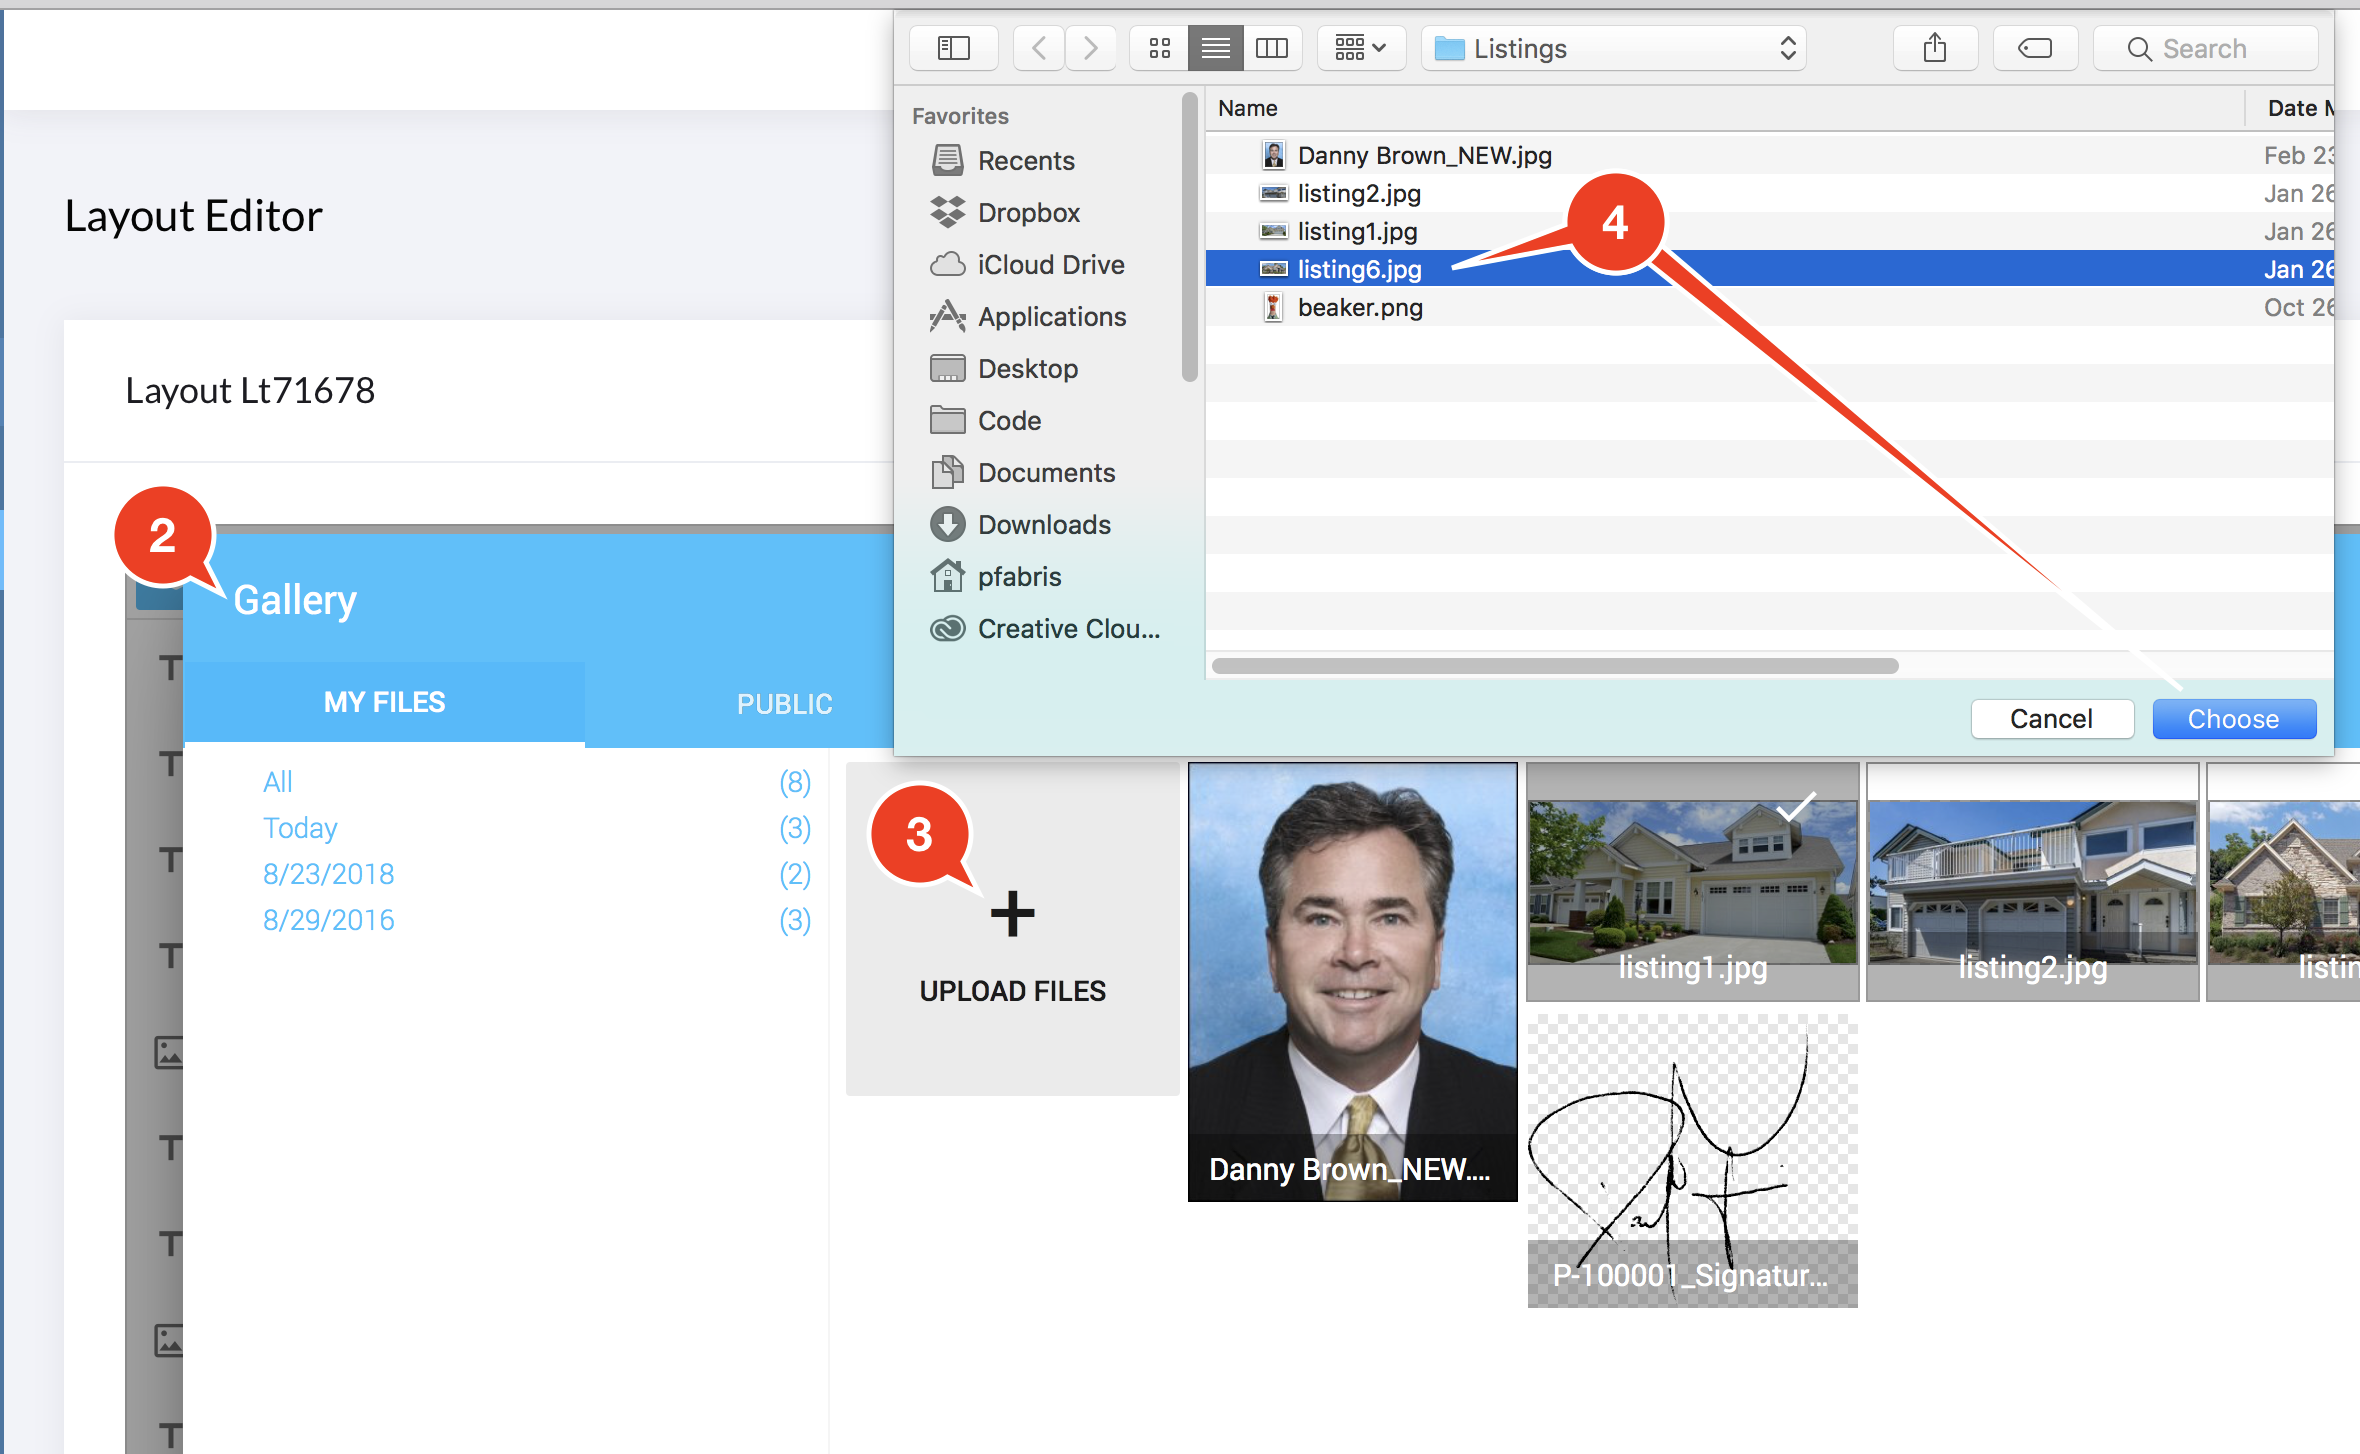 Listings
Search
Favorites
Recents
Dropbox
iCloud Drive
Applications
Desktop
Code
Documents
Downloads
pfabris
Creative Clou...
Name
Date M
Danny Brown_NEW.jpg
Feb 23
listing2.jpg
Jan 26
listing1.jpg
Jan 26
listing6.jpg
Jan 26
beaker.png
Oct 26
4
Cancel
Choose
Layout Editor
Layout Lt71678
2
Gallery
MY FILES
PUBLIC
All (8)
Today (3)
8/23/2018 (2)
8/29/2016 (3)
3
+
UPLOAD FILES
Danny Brown_NEW....
listing1.jpg
listing2.jpg
listin
P-100001_Signatur...
T
T
T
T
T
T
T